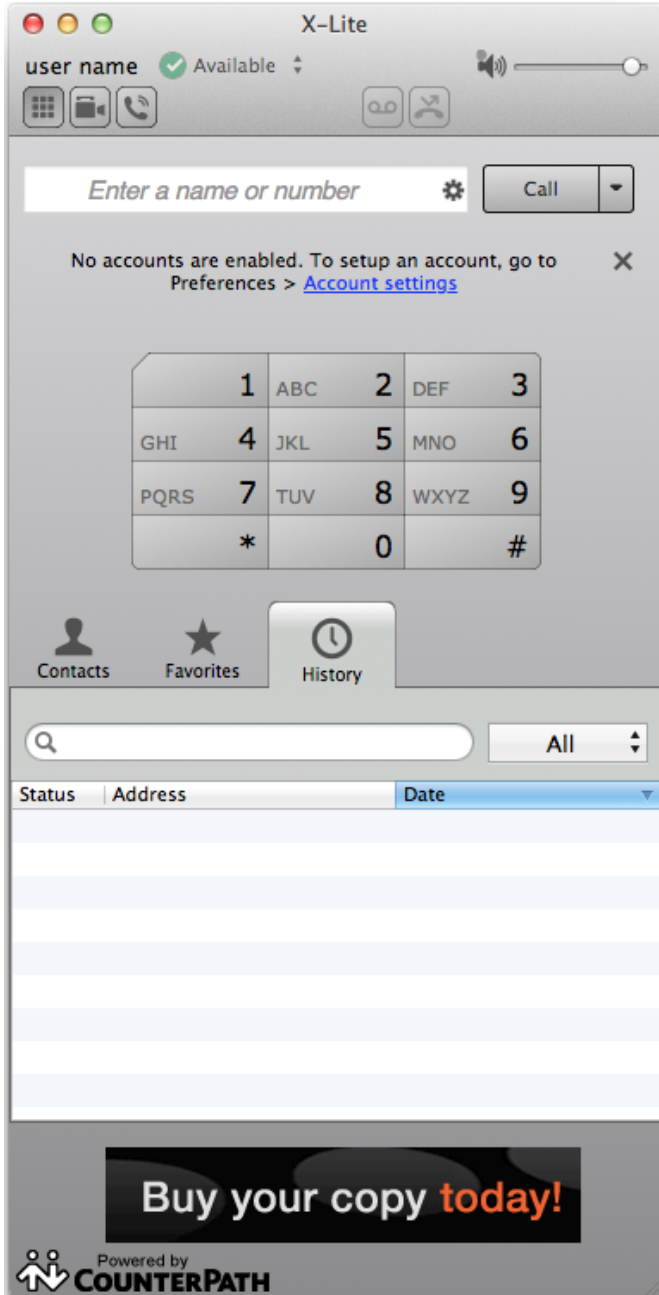 X-Lite
user name Available
Enter a name or number Call
No accounts are enabled. To setup an account, go to
Preferences > Account settings
1 ABC 2 DEF 3
GHI 4 JKL 5 MNO 6
PQRS 7 TUV 8 WXYZ 9
* 0 #
Contacts Favorites History
All
Status Address Date
Buy your copy today!
Powered by
COUNTERPATH